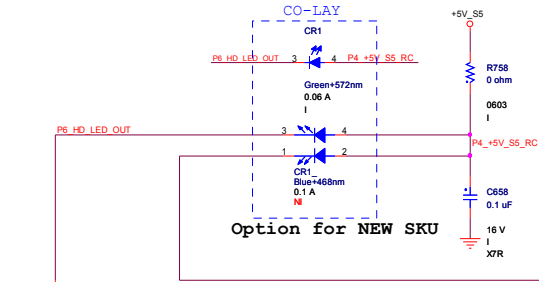 CO-LAY
+5V_S5
CR1
P6_HD_LED_OUT 3 4 P4_+5V_S5_RC
R758
0 ohm
Green+572nm
0.06 A
I
0603
I
P6_HD_LED_OUT 3 4
P4_+5V_S5_RC
1 2
CR1_
Blue+468nm
0.1 A
NI
C658
0.1 uF
Option for NEW SKU
16 V
I
X7R